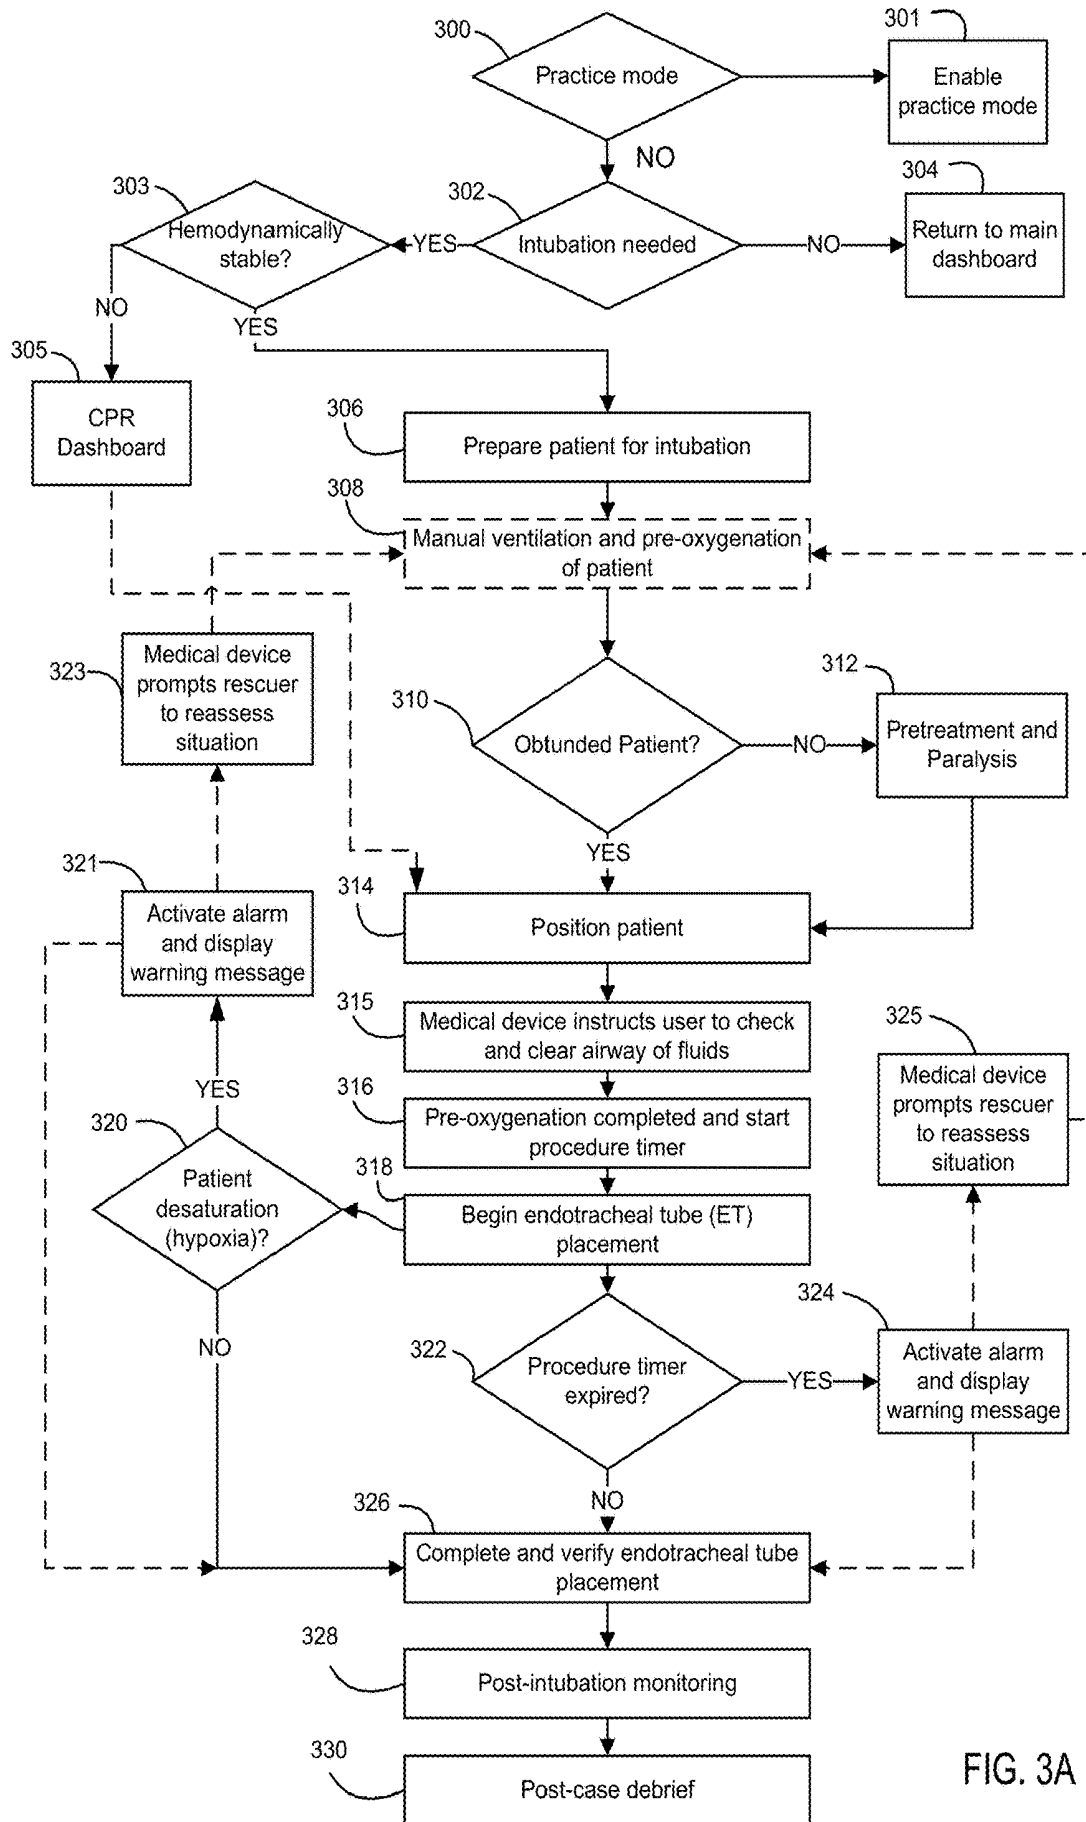 300
Practice mode
301
Enable
practice mode
NO
303
Hemodynamically
stable?
302
Intubation needed
YES
NO
304
Return to main
dashboard
NO
YES
305
CPR
Dashboard
306
Prepare patient for intubation
308
Manual ventilation and pre-oxygenation
of patient
323
Medical device
prompts rescuer
to reassess
situation
310
Obtunded Patient?
NO
312
Pretreatment and
Paralysis
YES
321
Activate alarm
and display
warning message
314
Position patient
315
Medical device instructs user to check
and clear airway of fluids
325
Medical device
prompts rescuer
to reassess
situation
YES
316
Pre-oxygenation completed and start
procedure timer
320
Patient
desaturation
(hypoxia)?
318
Begin endotracheal tube (ET)
placement
NO
322
Procedure timer
expired?
YES
324
Activate alarm
and display
warning message
NO
326
Complete and verify endotracheal tube
placement
328
Post-intubation monitoring
330
Post-case debrief
FIG. 3A